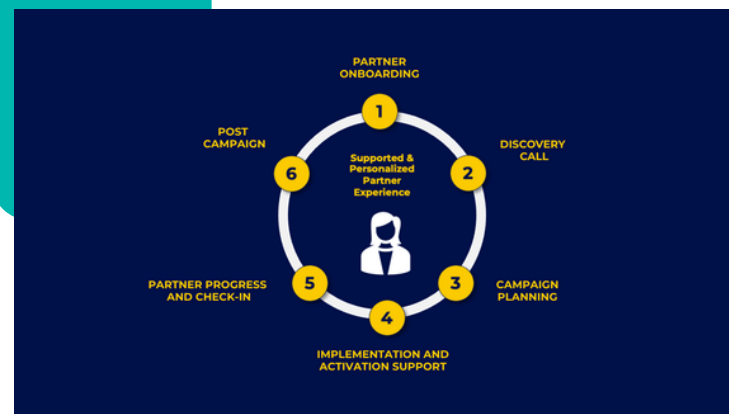 PARTNER
ONBOARDING
1
DISCOVERY
CALL
2
CAMPAIGN
PLANNING
3
IMPLEMENTATION AND
ACTIVATION SUPPORT
4
PARTNER PROGRESS
AND CHECK-IN
5
POST
CAMPAIGN
6
Supported &
Personalized
Partner
Experience